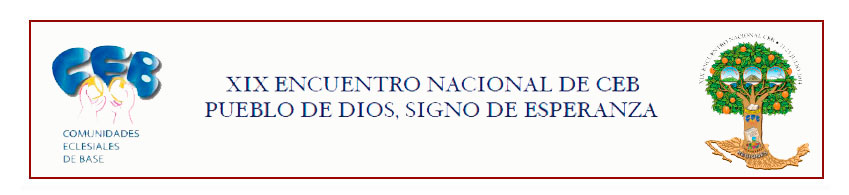 CEB
COMUNIDADES
ECLESIALES
DE BASE
XIX ENCUENTRO NACIONAL DE CEB
PUEBLO DE DIOS, SIGNO DE ESPERANZA
CEB